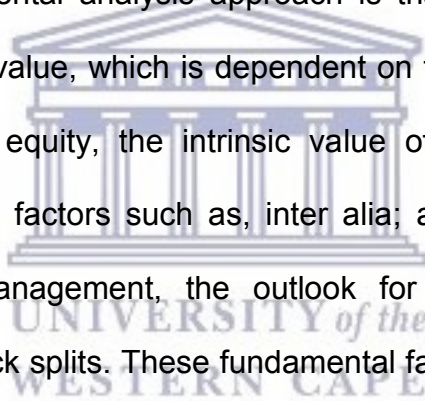 ental analysis approach is th
value, which is dependent on
equity, the intrinsic value o
factors such as, inter alia; a
anagement, the outlook for
UNIVERSITY of the
ck splits. These fundamental fa
WESTERN CAPE